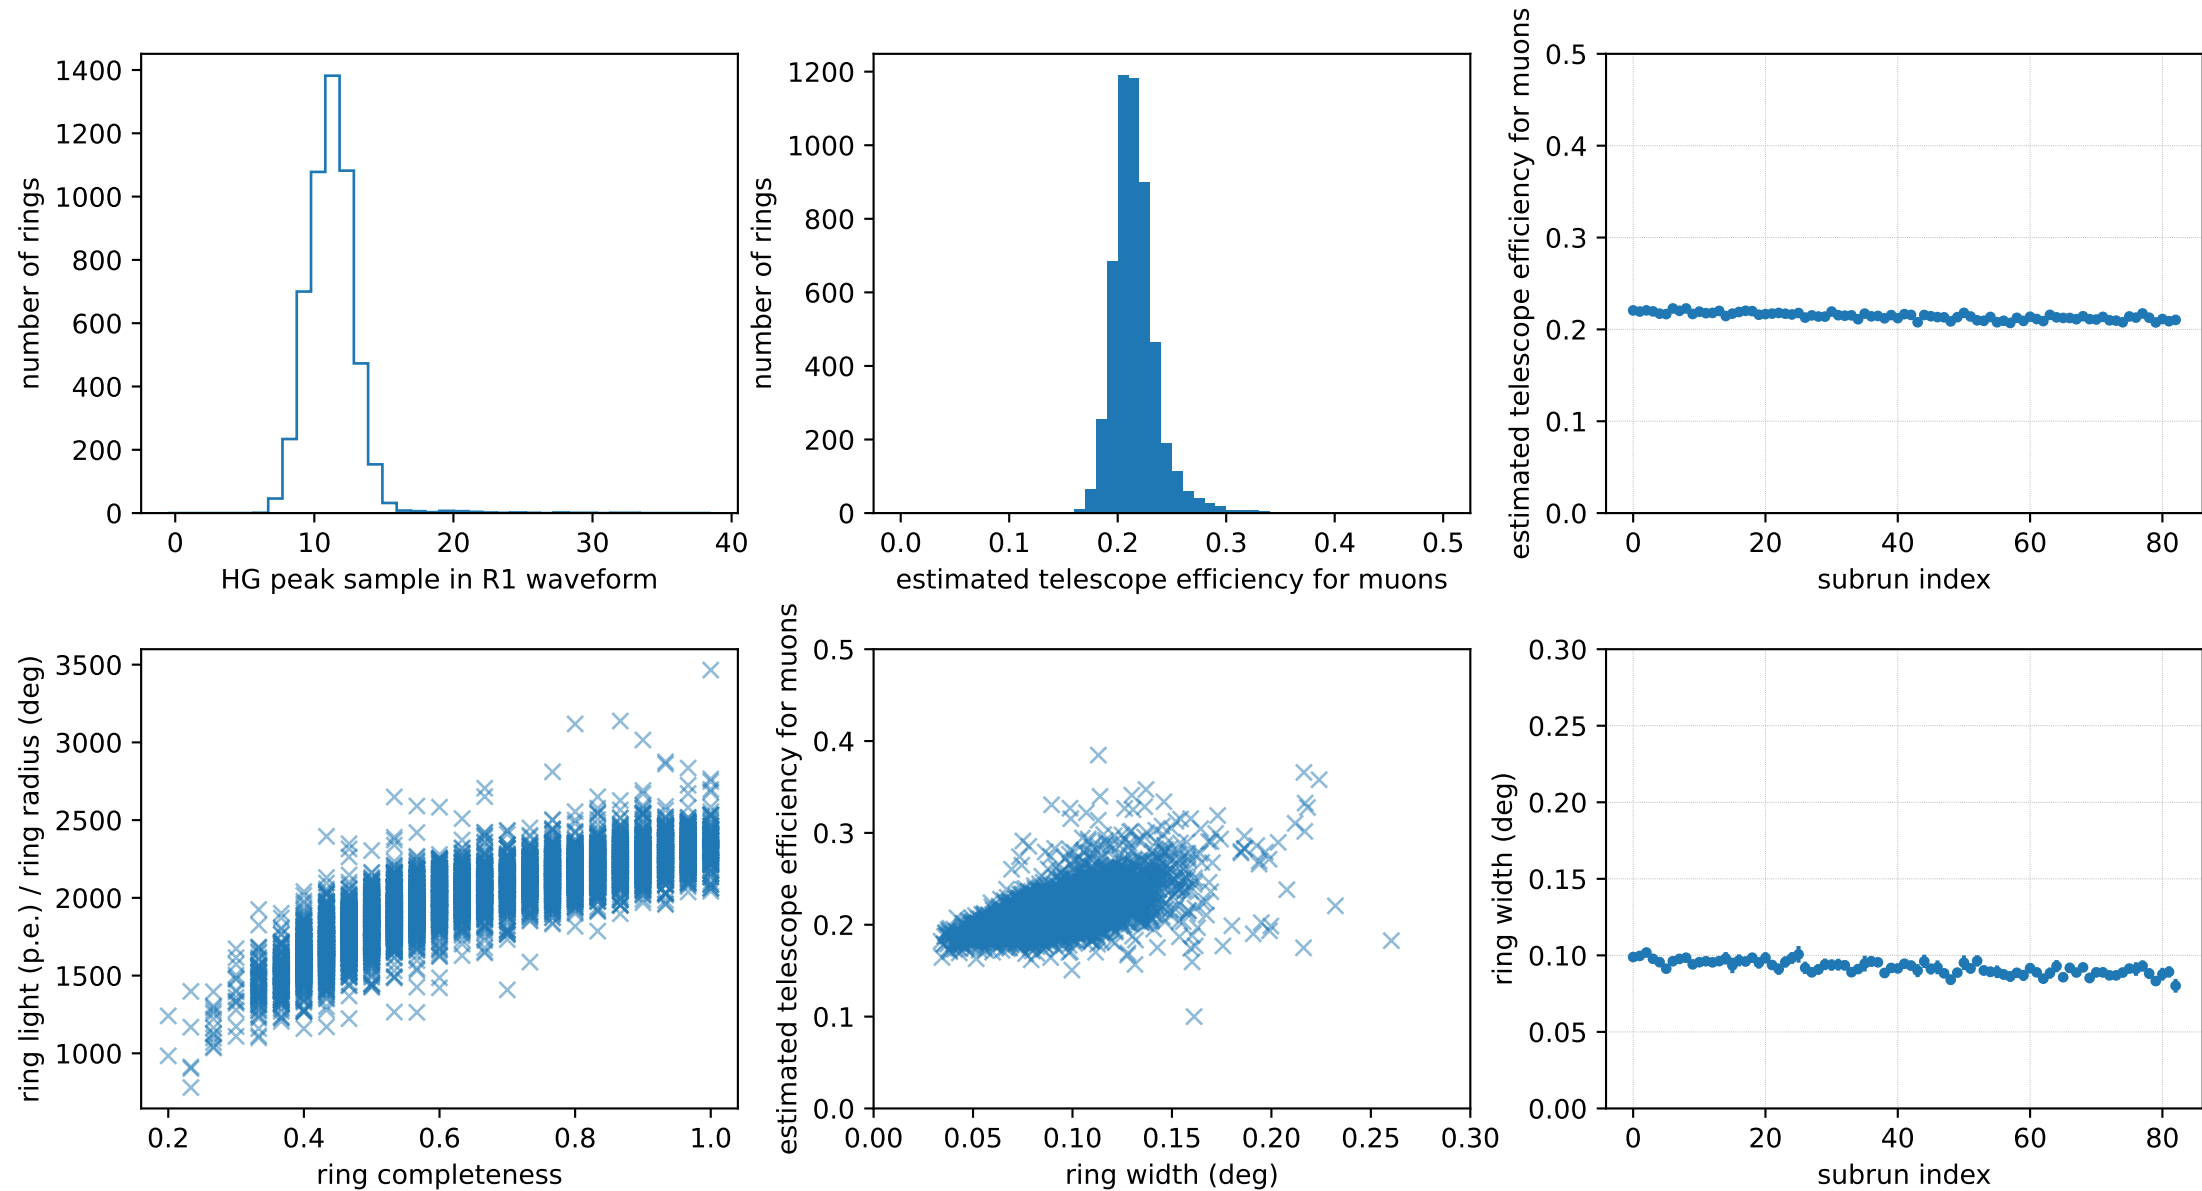 number of rings
1400
1200
1000
800
600
400
200
0
0 10 20 30 40
HG peak sample in R1 waveform
number of rings
1200
1000
800
600
400
200
0
0.0 0.1 0.2 0.3 0.4 0.5
estimated telescope efficiency for muons
estimated telescope efficiency for muons
0.5
0.4
0.3
0.2
0.1
0.0
0 20 40 60 80
subrun index
ring light (p.e.) / ring radius (deg)
3500
3000
2500
2000
1500
1000
0.2 0.4 0.6 0.8 1.0
ring completeness
estimated telescope efficiency for muons
0.5
0.4
0.3
0.2
0.1
0.0
0.00 0.05 0.10 0.15 0.20 0.25 0.30
ring width (deg)
ring width (deg)
0.30
0.25
0.20
0.15
0.10
0.05
0.00
0 20 40 60 80
subrun index